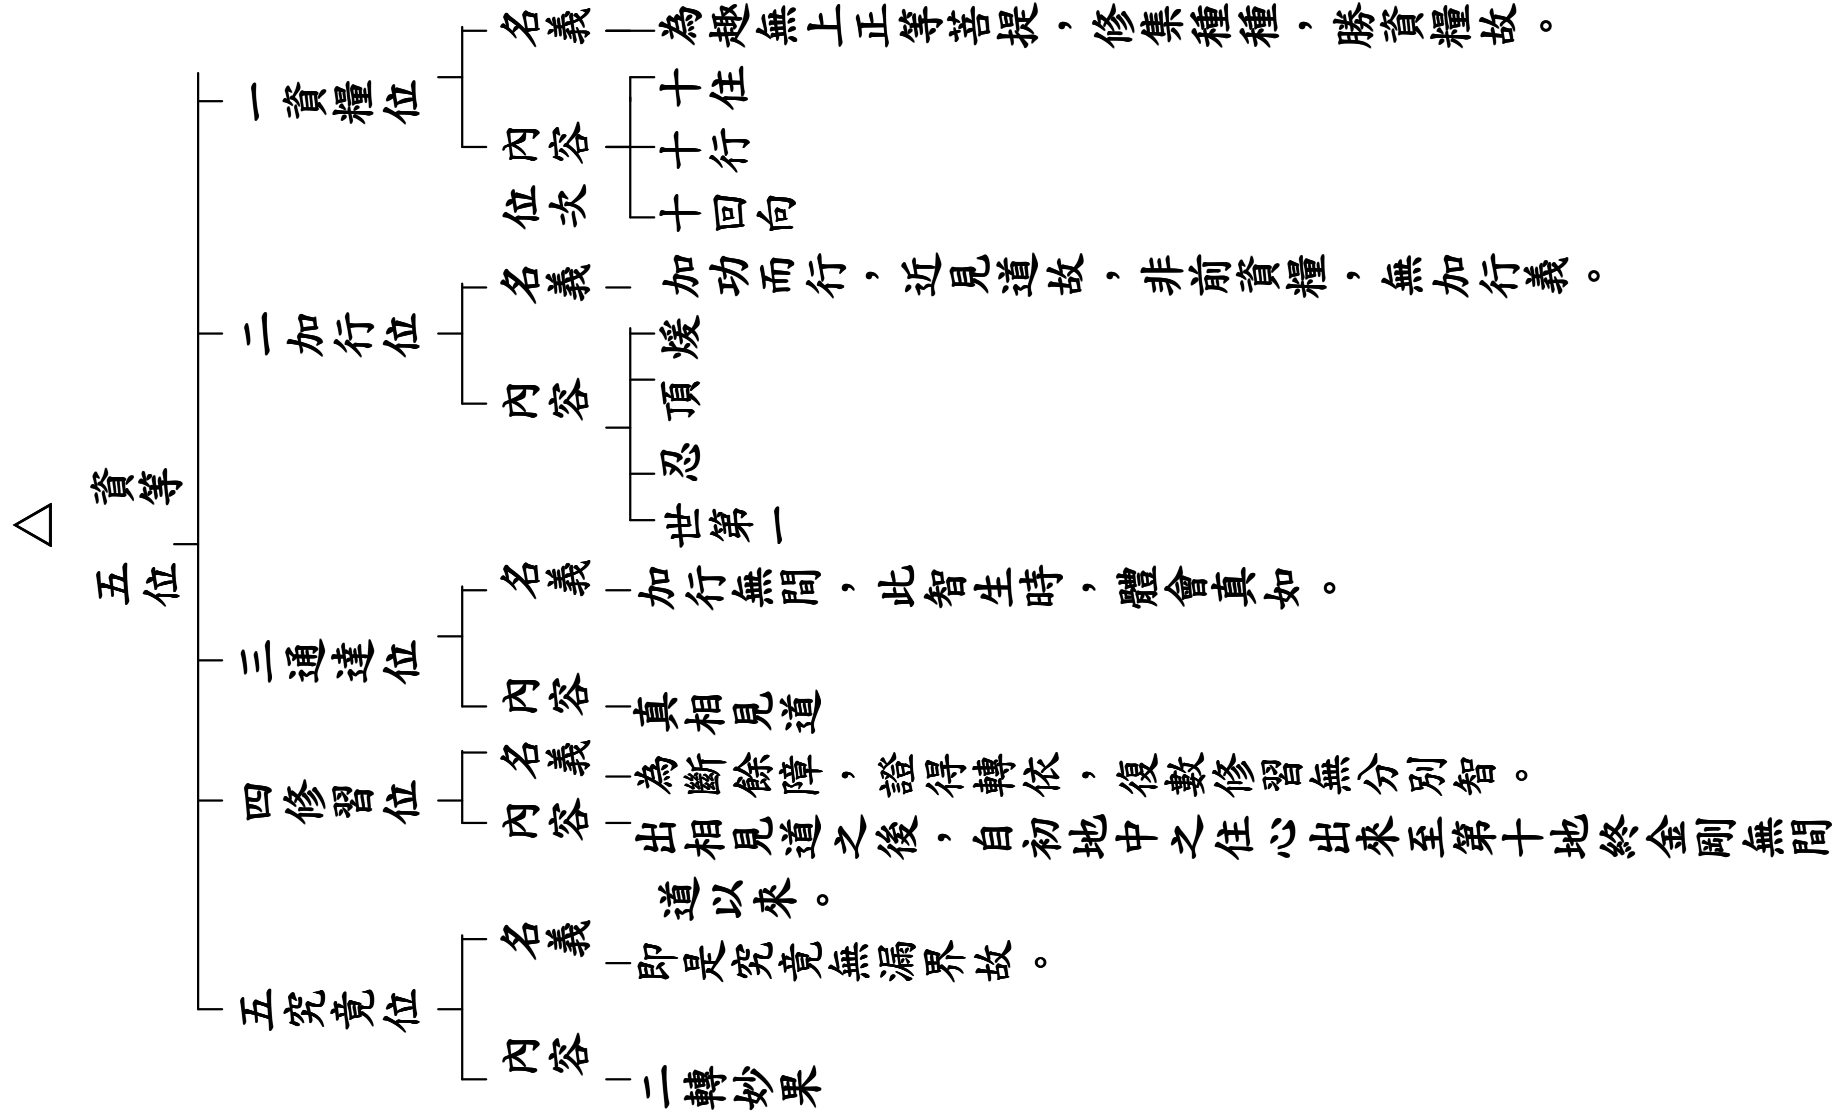 △
資等
五位
一資糧位
名義
為趣無上正等菩提，修集種種，勝資糧故。
內容
位次
十住
十行
十回向
二加行位
名義
加功而行，近見道故，非前資糧，無加行義。
內容
煖
頂
忍
世第一
三通達位
名義
加行無間，此智生時，體會真如。
內容
真相見道
四修習位
名義
為斷餘障，證得轉依，復數修習無分別智。
內容
出相見道之後，自初地中之住心出來至第十地終金剛無間
道以來。
五究竟位
名義
即是究竟無漏界故。
內容
二轉妙果